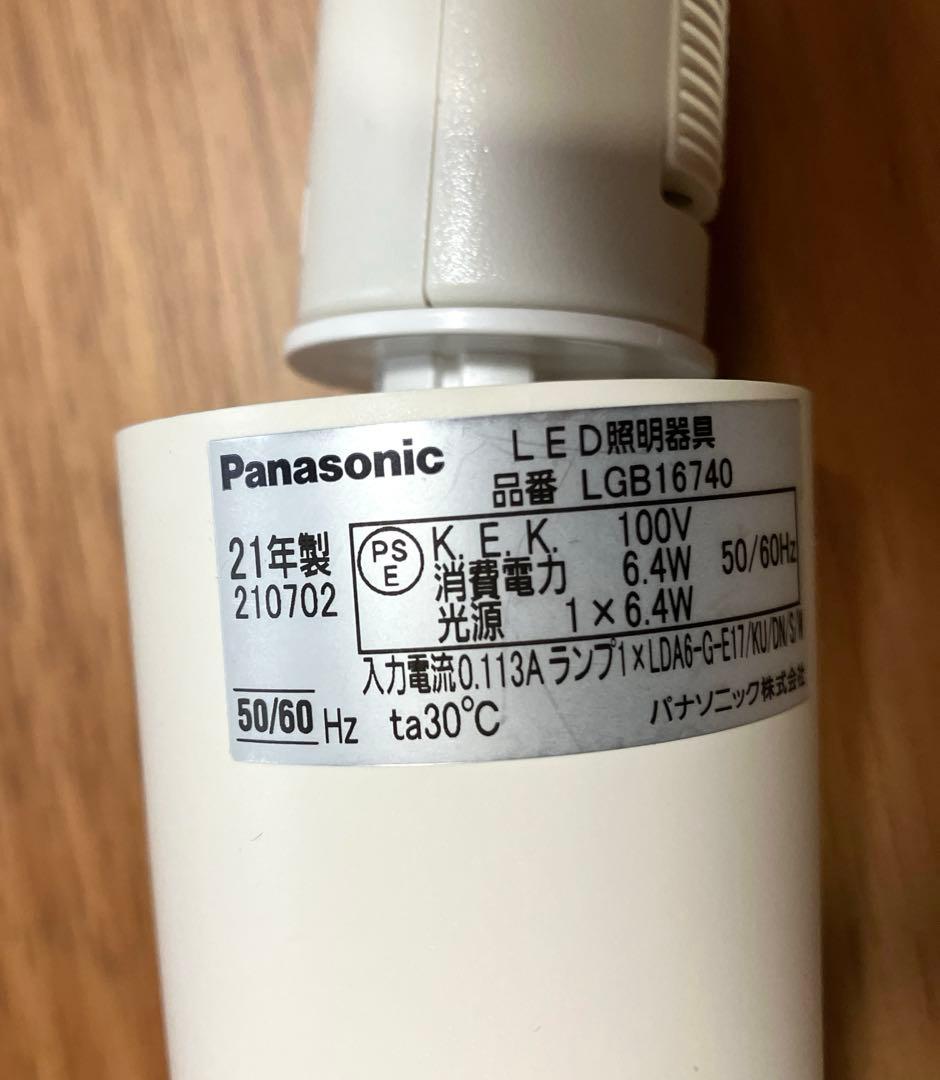 Panasonic
LED照明器具
品番 LGB16740
21年製
210702
PS
E
K.E.K. 100V
消費電力 6.4W 50/60Hz
光源 1×6.4W
入力電流0.113A ランプ1×LDA6-G-E17/KU/DN/S/W
50/60 Hz ta30℃
パナソニック株式会社